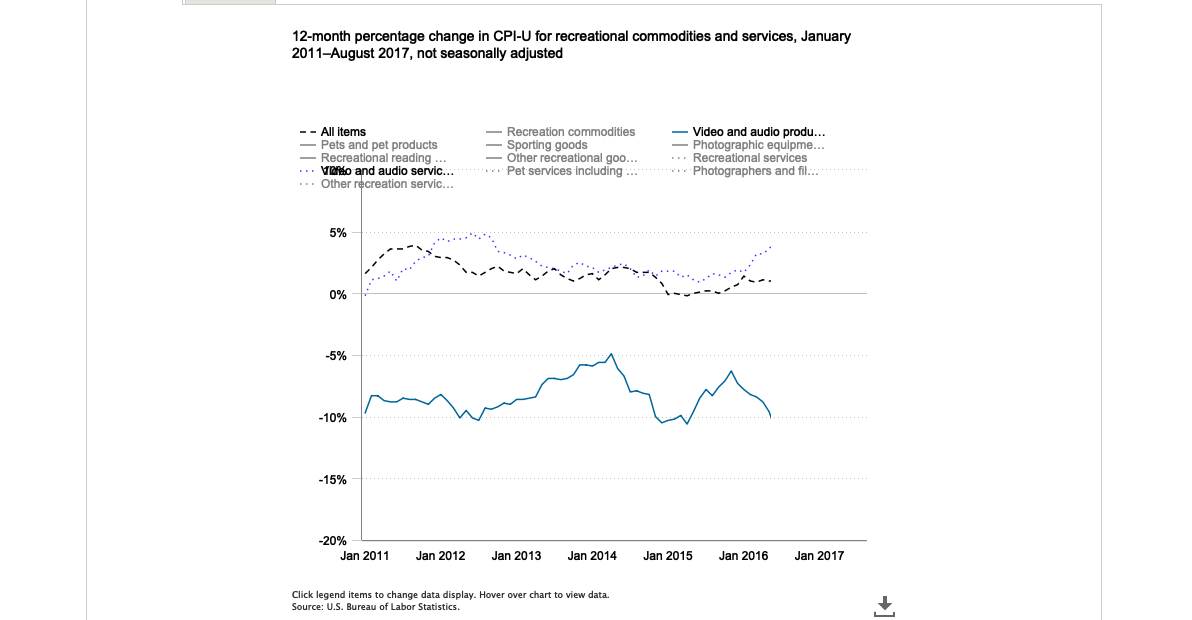 12-month percentage change in CPI-U for recreational commodities and services, January
2011–August 2017, not seasonally adjusted
All items
Recreation commodities
Video and audio produ…
Pets and pet products
Sporting goods
Photographic equipme…
Recreational reading …
Other recreational goo…
Recreational services
Video and audio servic…
Pet services including …
Photographers and fil…
Other recreation servic…
10%
5%
0%
-5%
-10%
-15%
-20%
Jan 2011 Jan 2012 Jan 2013 Jan 2014 Jan 2015 Jan 2016 Jan 2017
Click legend items to change data display. Hover over chart to view data.
Source: U.S. Bureau of Labor Statistics.